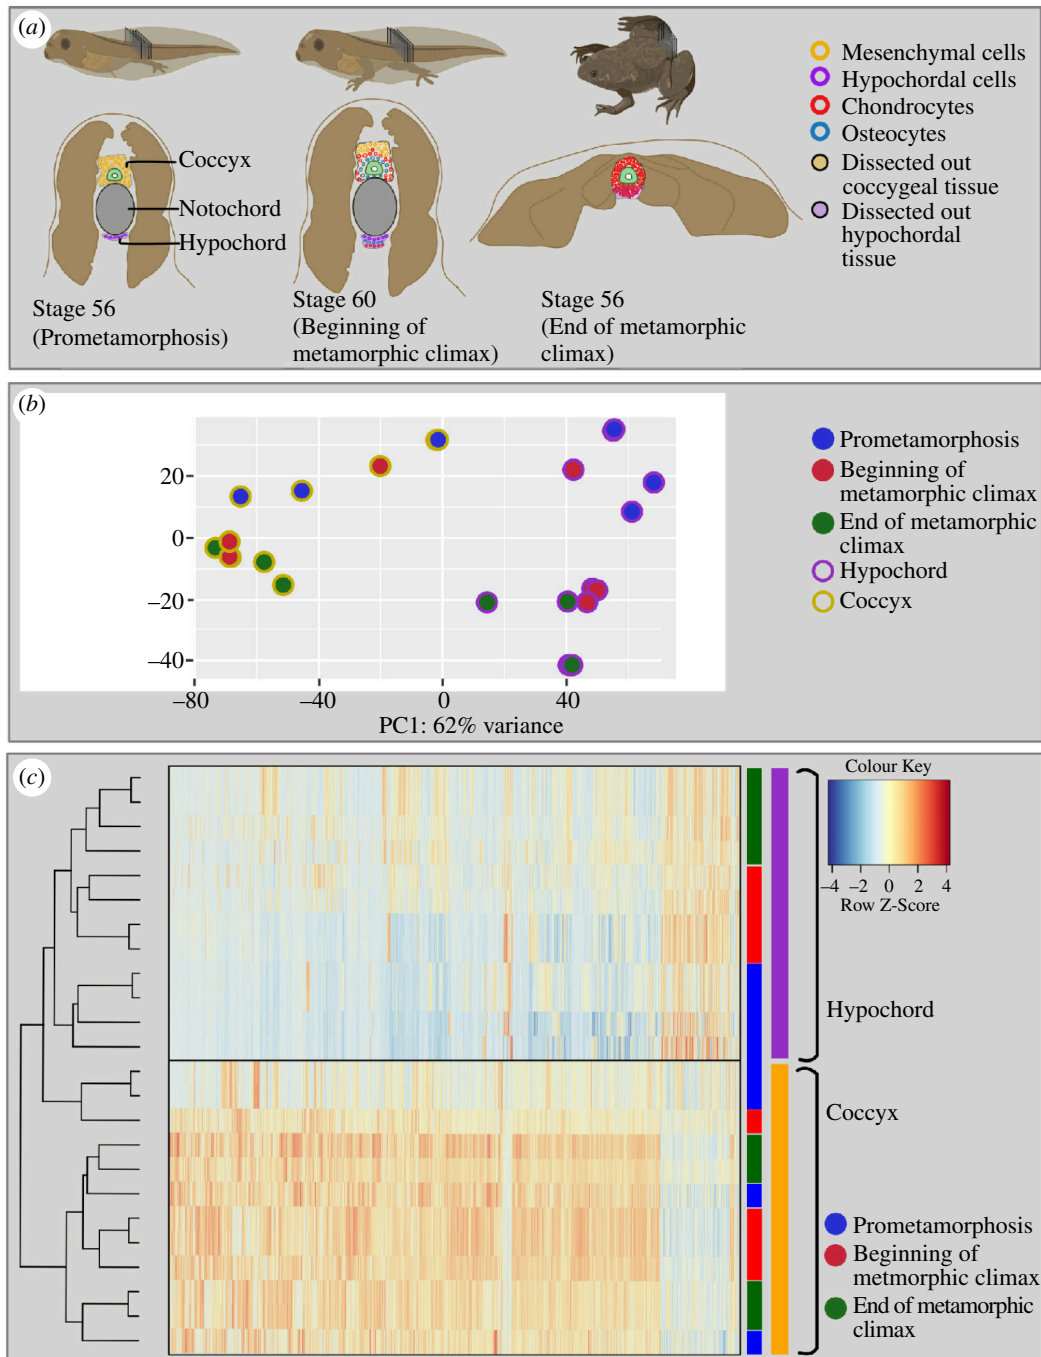 (a)
Coccyx
Notochord
Hypochord
Stage 56
(Prometamorphosis)
Stage 60
(Beginning of
metamorphic climax)
Stage 56
(End of metamorphic
climax)
Mesenchymal cells
Hypochordal cells
Chondrocytes
Osteocytes
Dissected out
coccygeal tissue
Dissected out
hypochordal
tissue
(b)
20
0
−20
−40
−80
−40
0
40
PC1: 62% variance
Prometamorphosis
Beginning of
metamorphic climax
End of metamorphic
climax
Hypochord
Coccyx
(c)
Colour Key
−4 −2 0 2 4
Row Z-Score
Hypochord
Coccyx
Prometamorphosis
Beginning of
metmorphic climax
End of metamorphic
climax